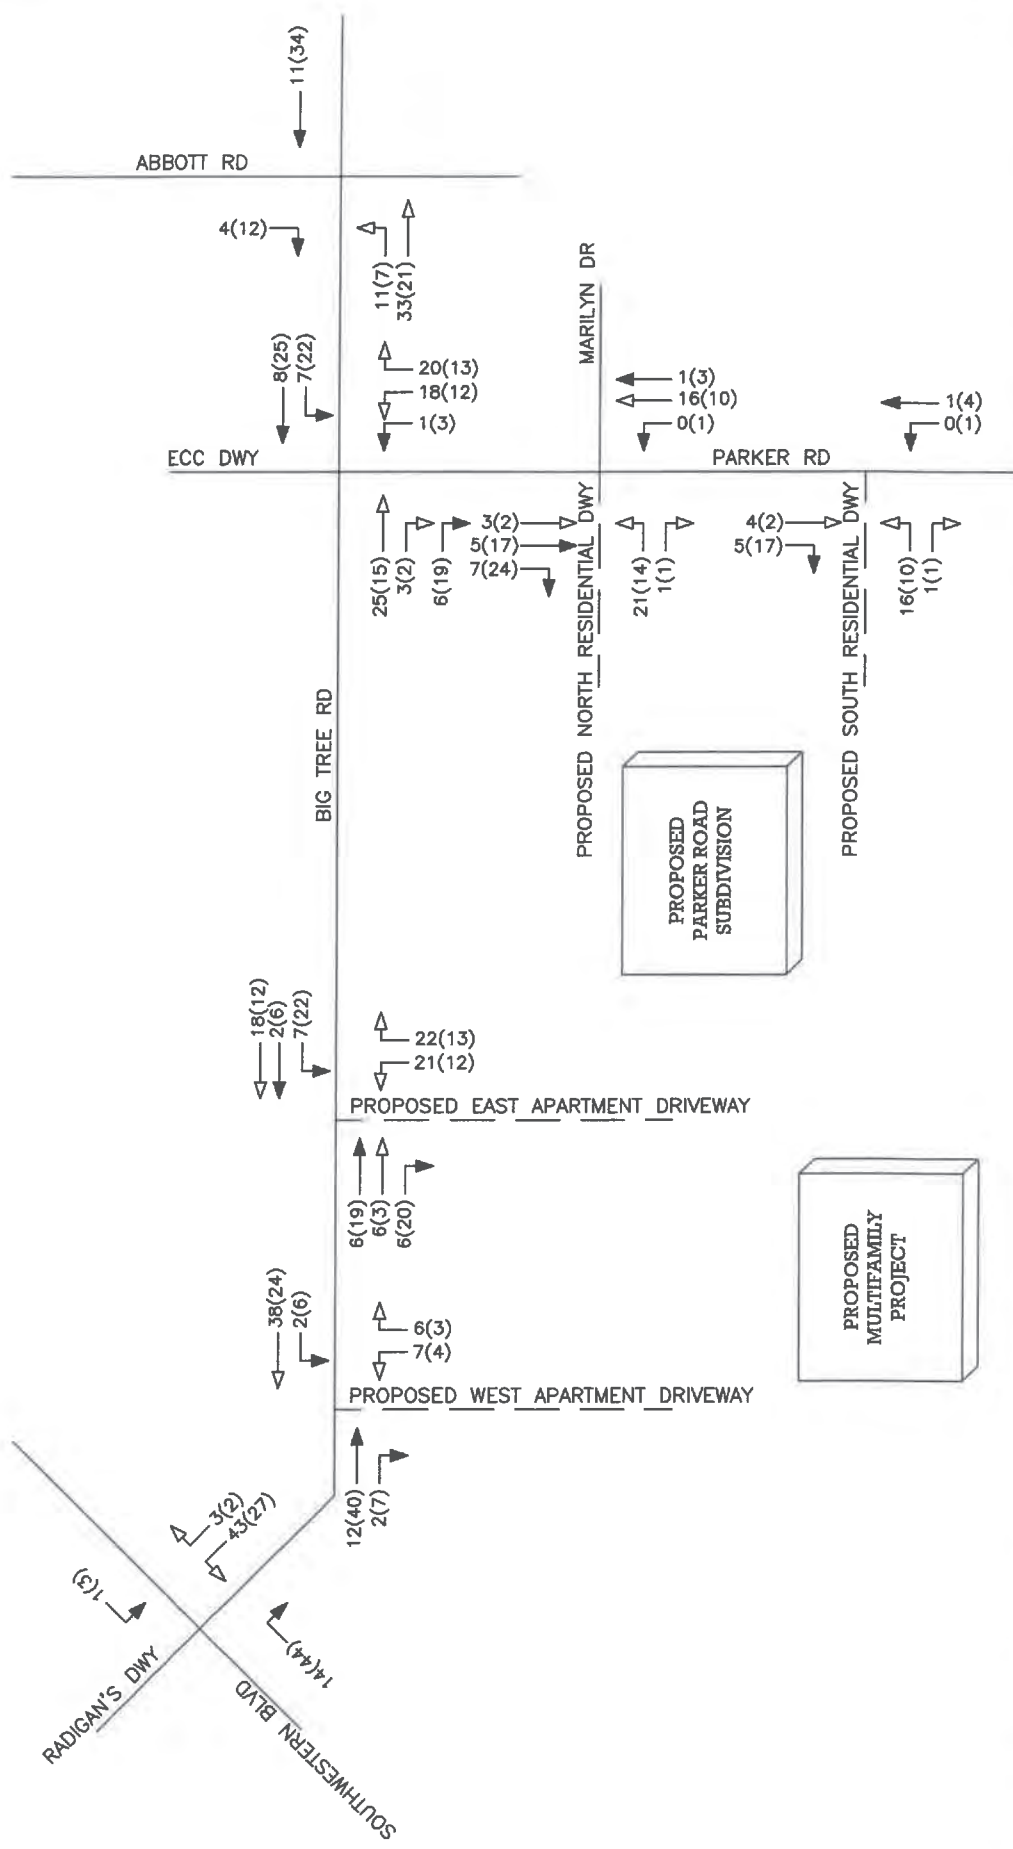 11(34)
ABBOTT RD
4(12)
11(7)
33(21)
MARILYN DR
8(25)
7(22)
20(13)
18(12)
1(3)
1(3)
16(10)
0(1)
1(4)
0(1)
ECC DWY
PARKER RD
25(15)
3(2)
6(19)
3(2)
5(17)
7(24)
21(14)
1(1)
4(2)
5(17)
16(10)
1(1)
PROPOSED NORTH RESIDENTIAL DWY
PROPOSED SOUTH RESIDENTIAL DWY
BIG TREE RD
PROPOSED
PARKER ROAD
SUBDIVISION
18(12)
2(6)
7(22)
22(13)
21(12)
PROPOSED EAST APARTMENT DRIVEWAY
6(19)
6(3)
6(20)
PROPOSED
MULTIFAMILY
PROJECT
38(24)
2(6)
6(3)
7(4)
PROPOSED WEST APARTMENT DRIVEWAY
12(40)
2(7)
3(2)
43(27)
1(3)
14(44)
RADIGAN'S DWY
SOUTHWESTERN BLVD